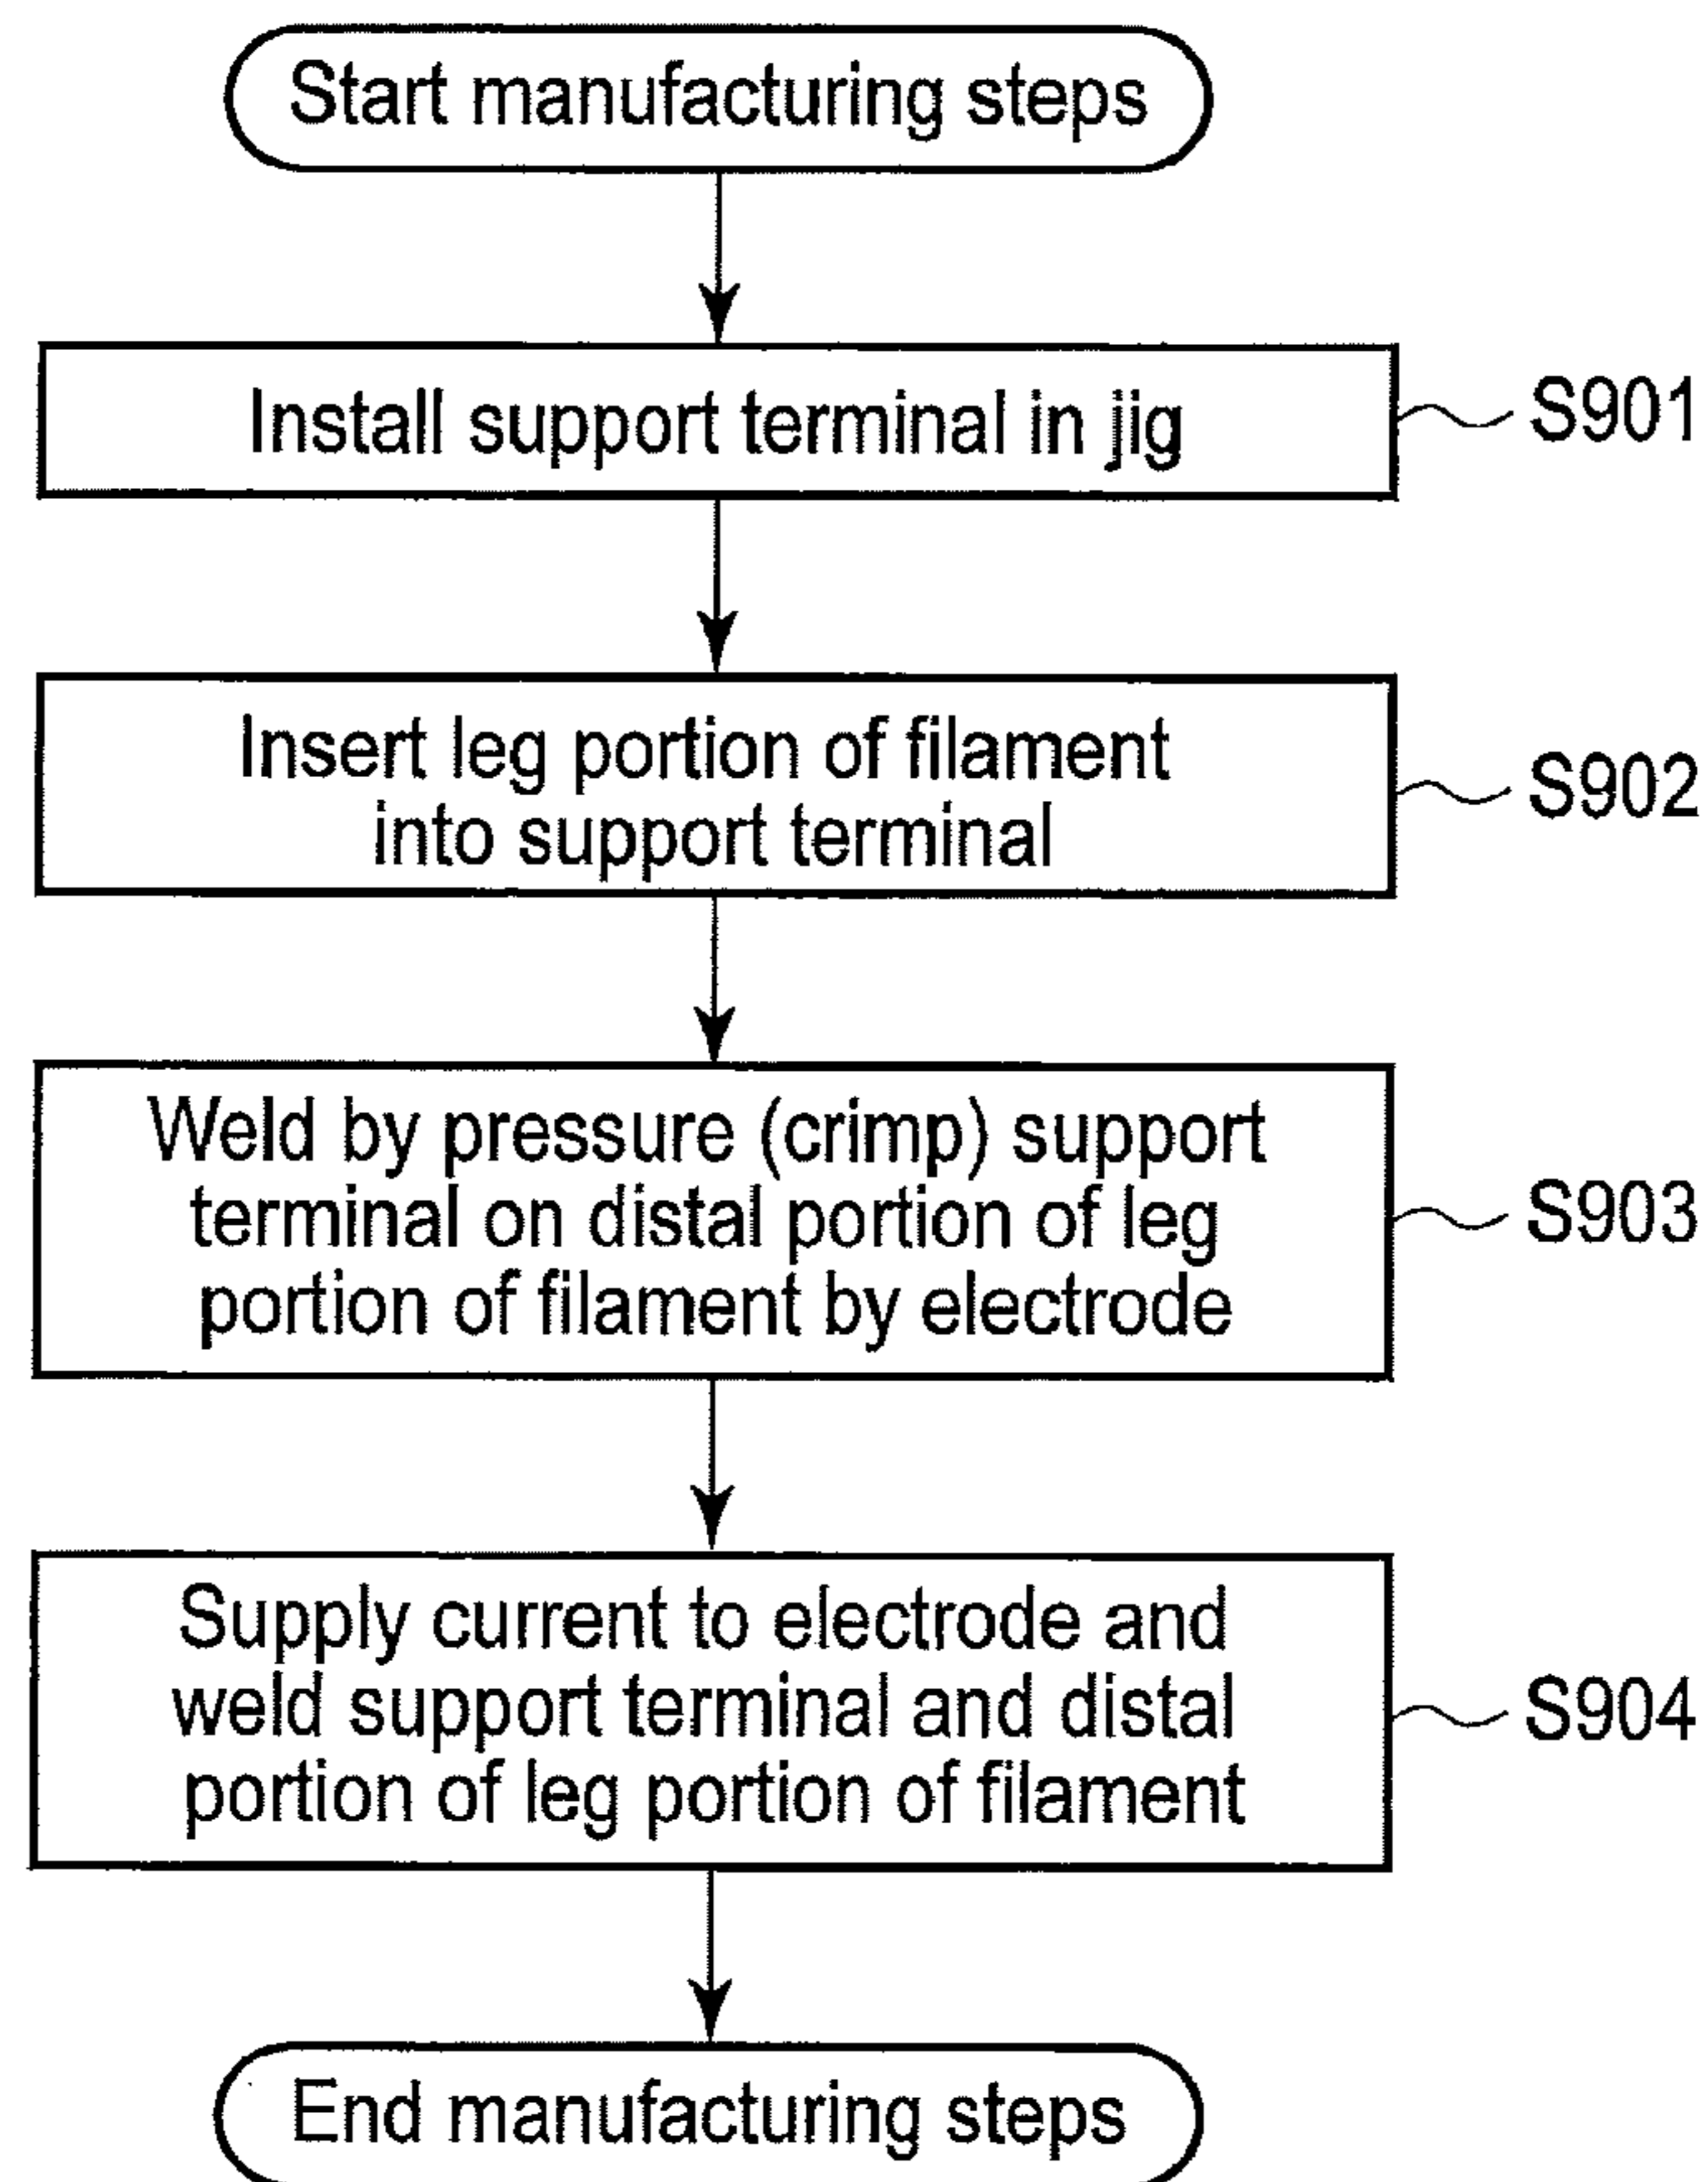 Start manufacturing steps
Install support terminal in jig
S901
Insert leg portion of filament
into support terminal
S902
Weld by pressure (crimp) support
terminal on distal portion of leg
portion of filament by electrode
S903
Supply current to electrode and
weld support terminal and distal
portion of leg portion of filament
S904
End manufacturing steps